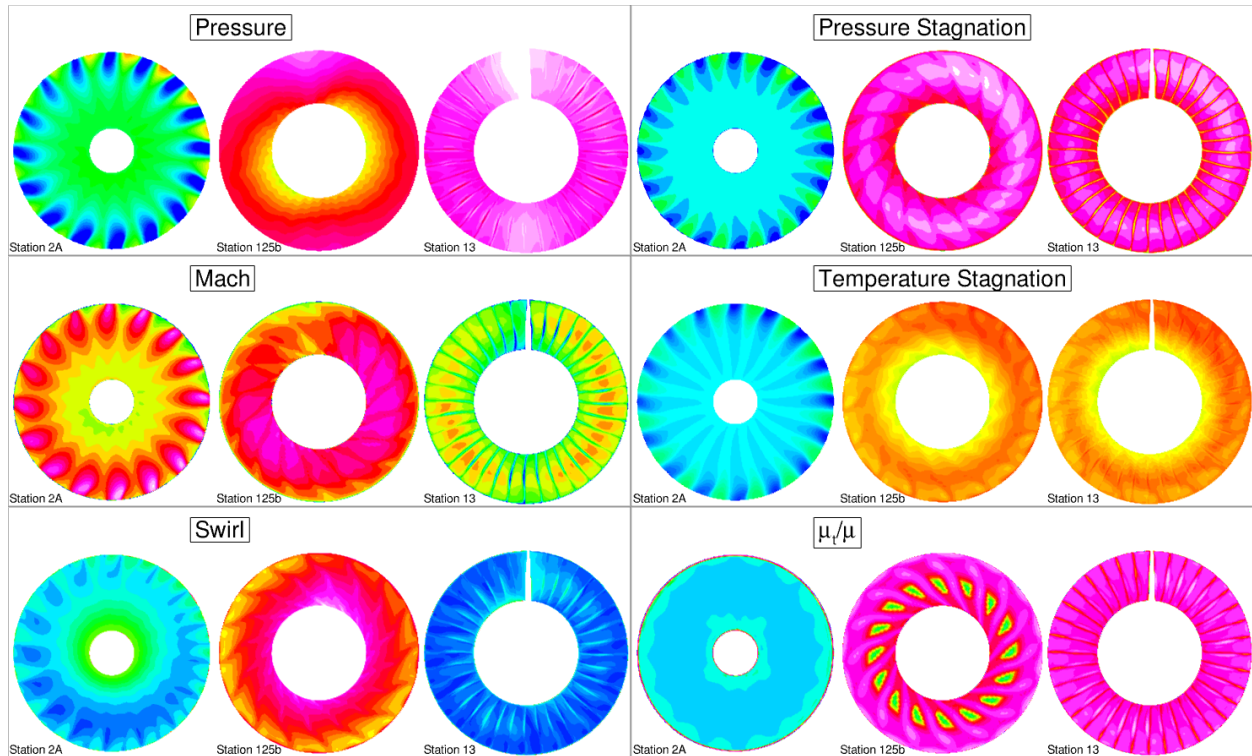 Pressure
Station 2A
Station 125b
Station 13
Pressure Stagnation
Station 2A
Station 125b
Station 13
Mach
Station 2A
Station 125b
Station 13
Temperature Stagnation
Station 2A
Station 125b
Station 13
Swirl
Station 2A
Station 125b
Station 13
μt/μ
Station 2A
Station 125b
Station 13